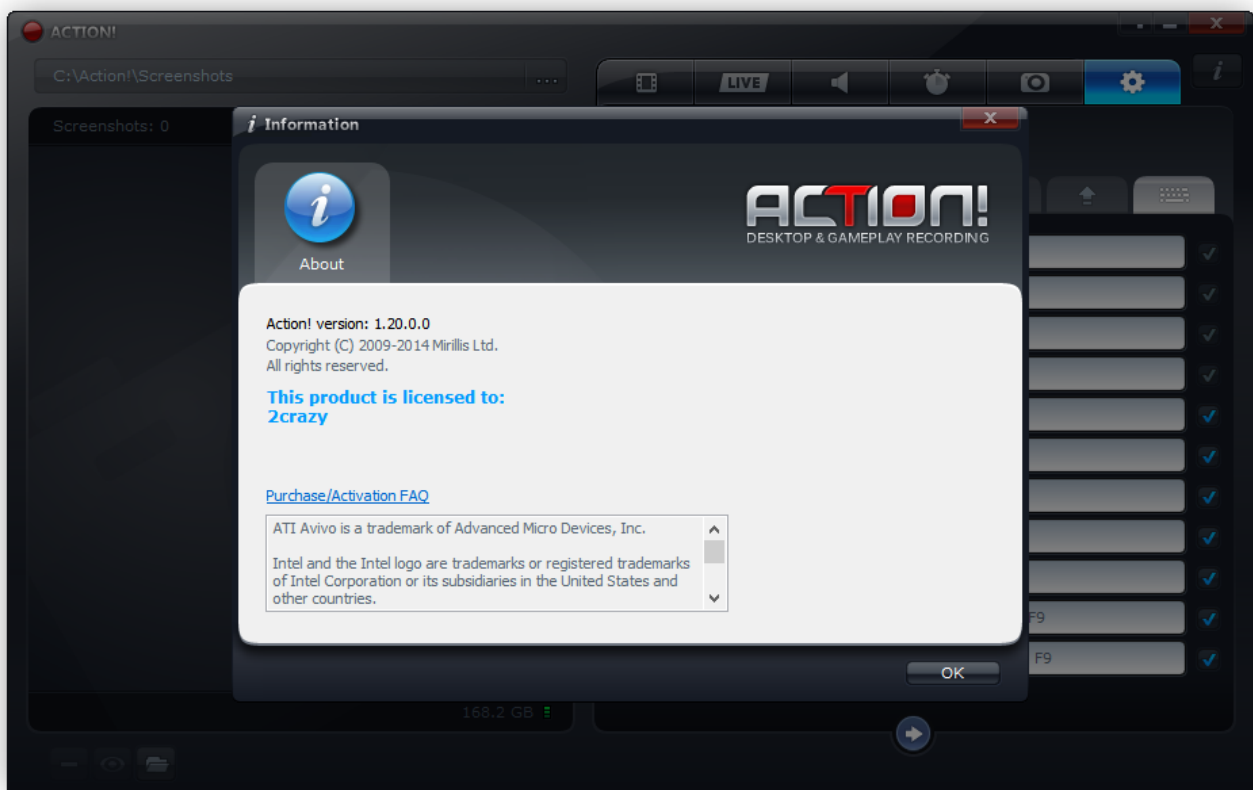 ACTION!
C:\Action!\Screenshots
...
LIVE
i
Screenshots: 0
i Information
X
i
About
ACTION!
DESKTOP & GAMEPLAY RECORDING
Action! version: 1.20.0.0
Copyright (C) 2009-2014 Mirillis Ltd.
All rights reserved.
This product is licensed to:
2crazy
Purchase/Activation FAQ
ATI Avivo is a trademark of Advanced Micro Devices, Inc.
Intel and the Intel logo are trademarks or registered trademarks
of Intel Corporation or its subsidiaries in the United States and
other countries.
F9
F9
OK
168.2 GB